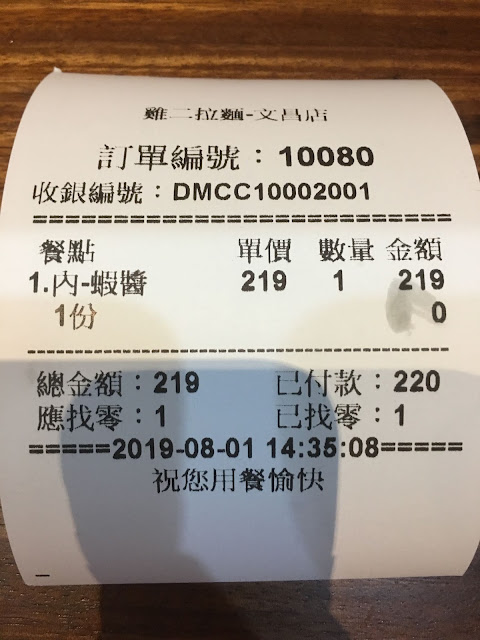 雞二拉麵-文昌店
訂單編號：10080
收銀編號：DMCC10002001
==============================
餐點 單價 數量 金額
1.內-蝦醬 219 1 219
1份 0
------------------------------
總金額：219 已付款：220
應找零：1 已找零：1
=====2019-08-01 14:35:08=====
祝您用餐愉快